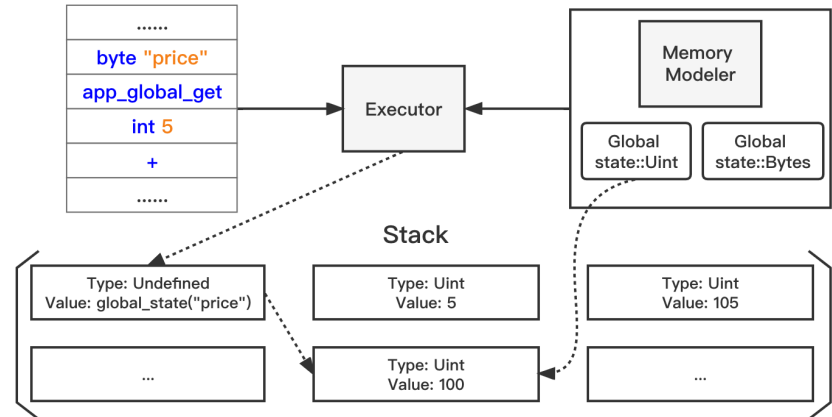 ......
byte "price"
app_global_get
int 5
+
......
Executor
Memory
Modeler
Global
state::Uint
Global
state::Bytes
Stack
Type: Undefined
Value: global_state("price")
Type: Uint
Value: 5
Type: Uint
Value: 105
...
Type: Uint
Value: 100
...